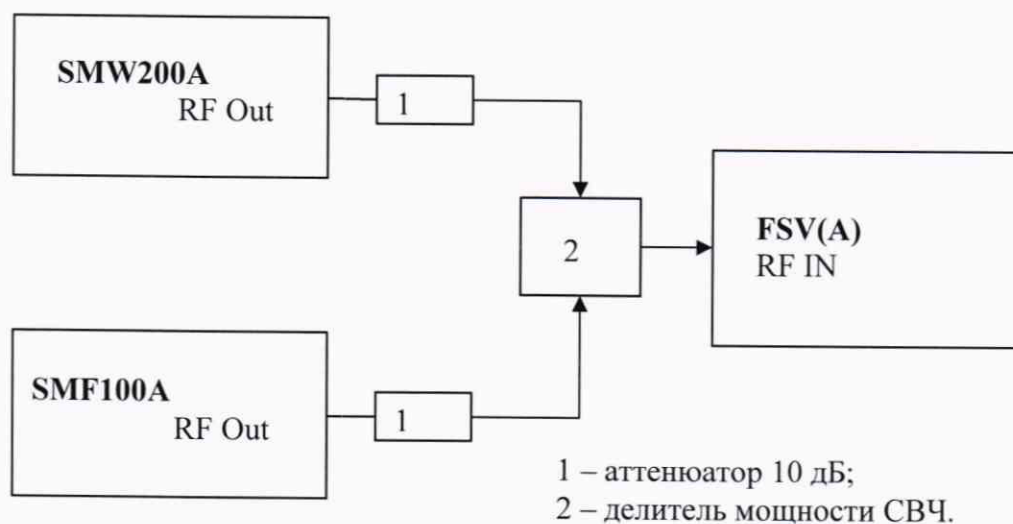 SMW200A
RF Out
1
2
FSV(A)
RF IN
SMF100A
RF Out
1
1 – аттенюатор 10 дБ;
2 – делитель мощности СВЧ.